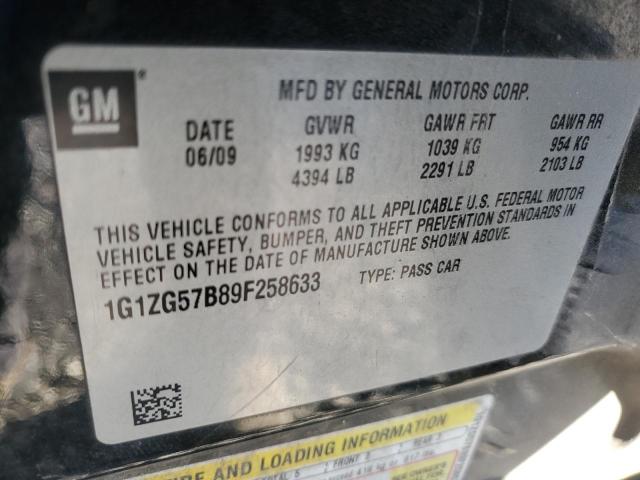 GM
MFD BY GENERAL MOTORS CORP.
DATE GVWR GAWR FRT GAWR RR
06/09 1993 KG 1039 KG 954 KG
4394 LB 2291 LB 2103 LB
THIS VEHICLE CONFORMS TO ALL APPLICABLE U.S. FEDERAL MOTOR
VEHICLE SAFETY, BUMPER, AND THEFT PREVENTION STANDARDS IN
EFFECT ON THE DATE OF MANUFACTURE SHOWN ABOVE.
1G1ZG57B89F258633 TYPE: PASS CAR
AND LOADING INFORMATION
FRONT REAR